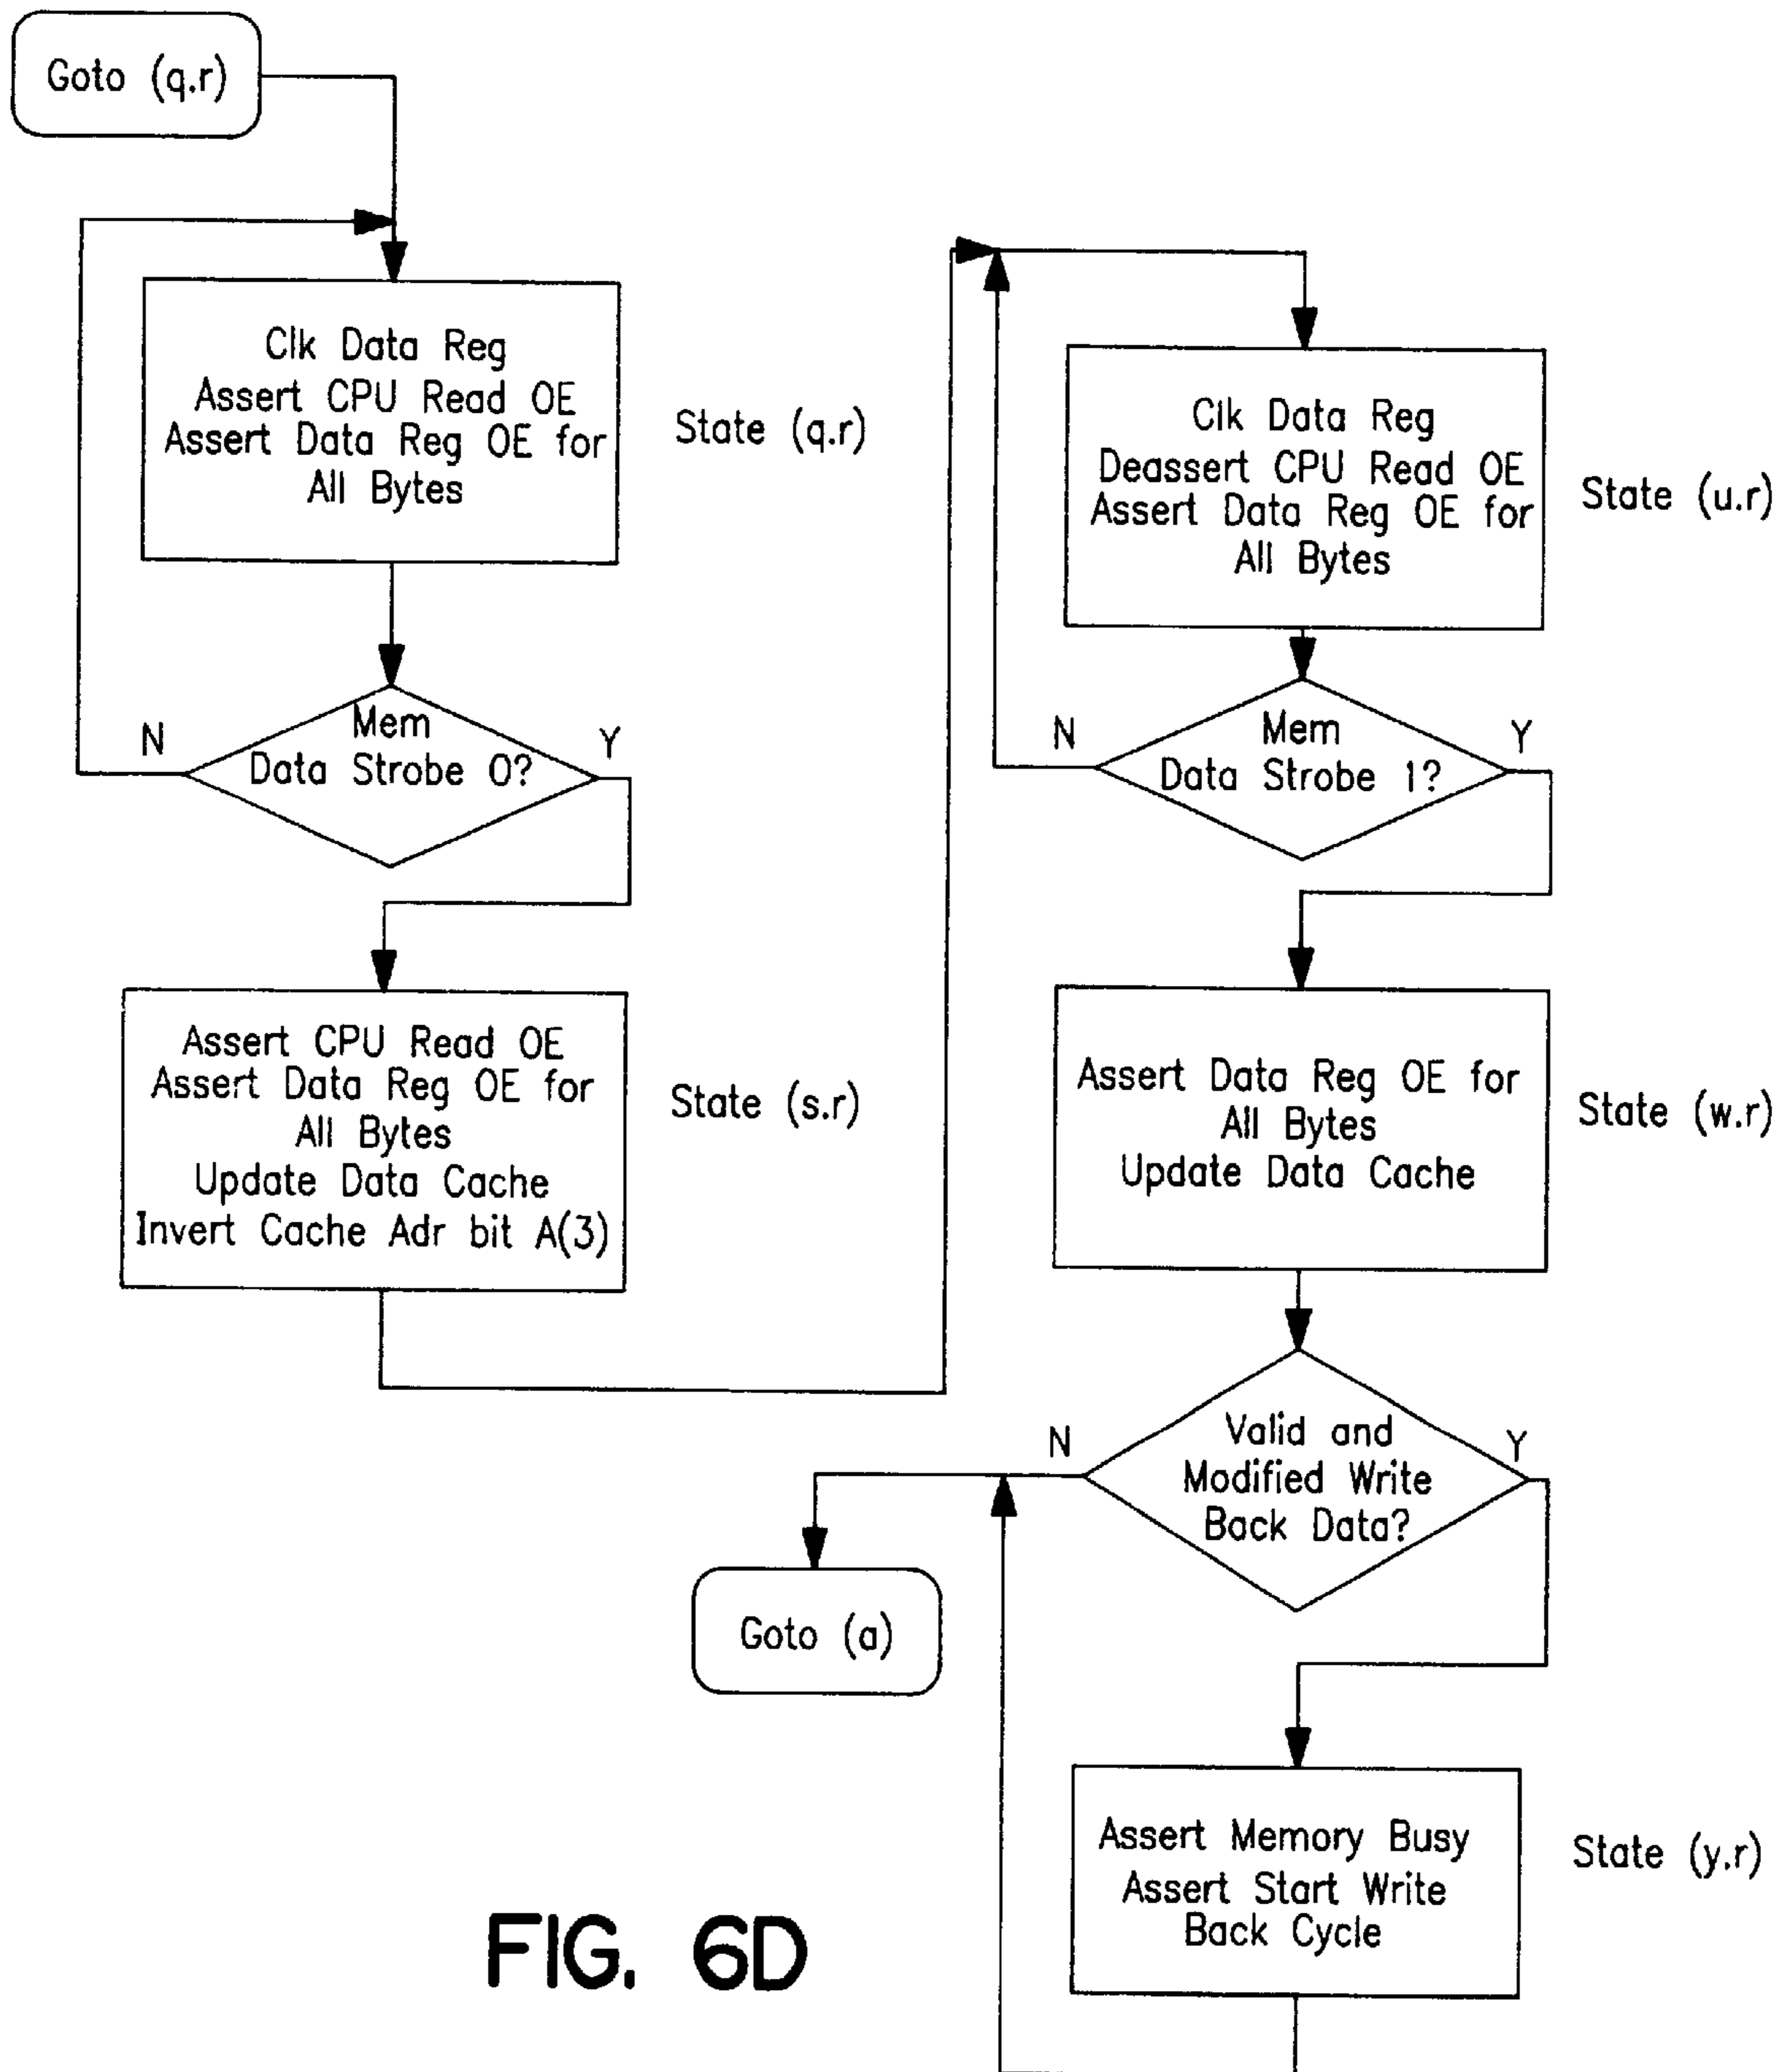 Goto (q.r)
Clk Data Reg
Assert CPU Read OE
Assert Data Reg OE for
All Bytes
State (q.r)
Mem
Data Strobe 0?
N
Y
Assert CPU Read OE
Assert Data Reg OE for
All Bytes
Update Data Cache
Invert Cache Adr bit A(3)
State (s.r)
Clk Data Reg
Deassert CPU Read OE
Assert Data Reg OE for
All Bytes
State (u.r)
Mem
Data Strobe 1?
N
Y
Assert Data Reg OE for
All Bytes
Update Data Cache
State (w.r)
Valid and
Modified Write
Back Data?
N
Y
Goto (a)
Assert Memory Busy
Assert Start Write
Back Cycle
State (y.r)
FIG. 6D